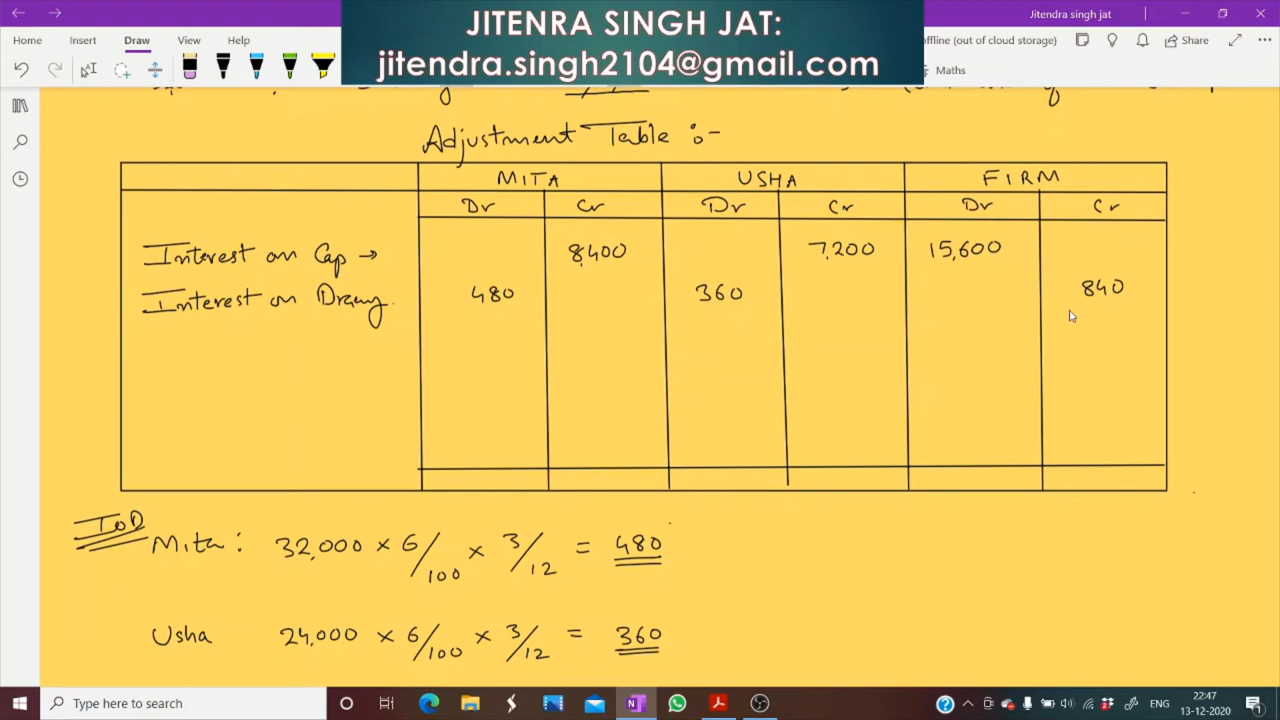 JITENRA SINGH JAT:
jitendra.singh2104@gmail.com
Jitendra singh jat
Home Insert Draw View Help
offline (out of cloud storage) Share
Maths
Adjustment Table :-
MITA USHA FIRM
Dr Cr Dr Cr Dr Cr
Interest on Cap → 8,400 7,200 15,600
Interest on Drawg. 480 360 840
IOD
Mita: 32,000 × 6/100 × 3/12 = 480
Usha 24,000 × 6/100 × 3/12 = 360
Type here to search
ENG
22:47
13-12-2020
1